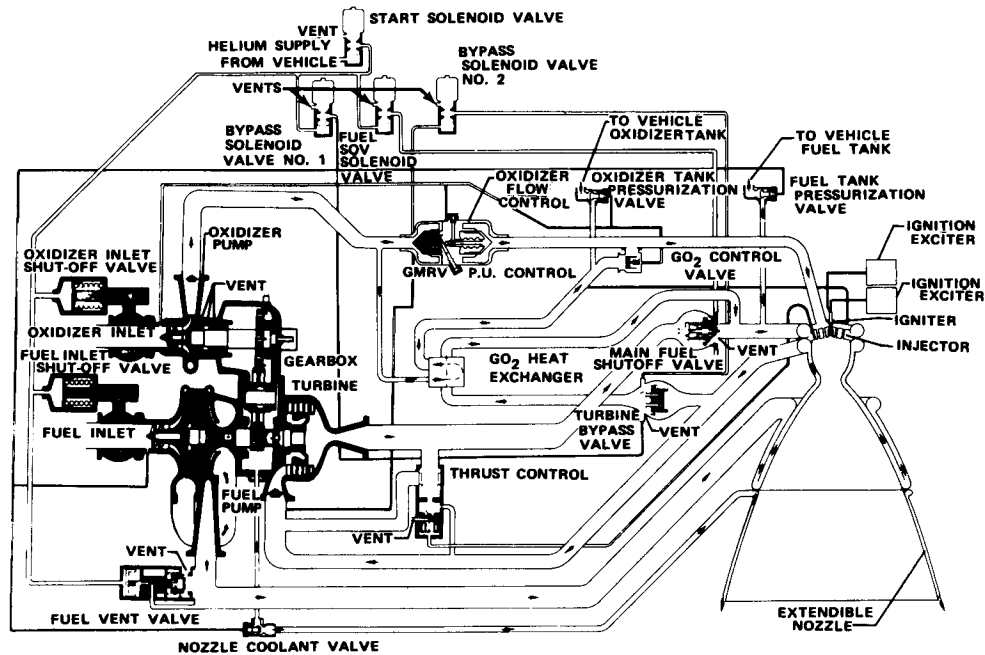 START SOLENOID VALVE
VENT
HELIUM SUPPLY
FROM VEHICLE
BYPASS
SOLENOID VALVE
NO. 2
VENTS
BYPASS
SOLENOID
VALVE NO. 1
FUEL
SOV
SOLENOID
VALVE
TO VEHICLE
OXIDIZER TANK
TO VEHICLE
FUEL TANK
OXIDIZER
FLOW
CONTROL
OXIDIZER TANK
PRESSURIZATION
VALVE
FUEL TANK
PRESSURIZATION
VALVE
OXIDIZER
PUMP
OXIDIZER INLET
SHUT-OFF VALVE
VENT
GMRV
P.U. CONTROL
GO2 CONTROL
VALVE
IGNITION
EXCITER
IGNITION
EXCITER
IGNITER
INJECTOR
OXIDIZER INLET
FUEL INLET
SHUT-OFF VALVE
GEARBOX
TURBINE
GO2 HEAT
EXCHANGER
MAIN FUEL
SHUTOFF VALVE
VENT
FUEL INLET
TURBINE
BYPASS
VALVE
VENT
FUEL
PUMP
THRUST CONTROL
VENT
VENT
FUEL VENT VALVE
NOZZLE COOLANT VALVE
EXTENDIBLE
NOZZLE